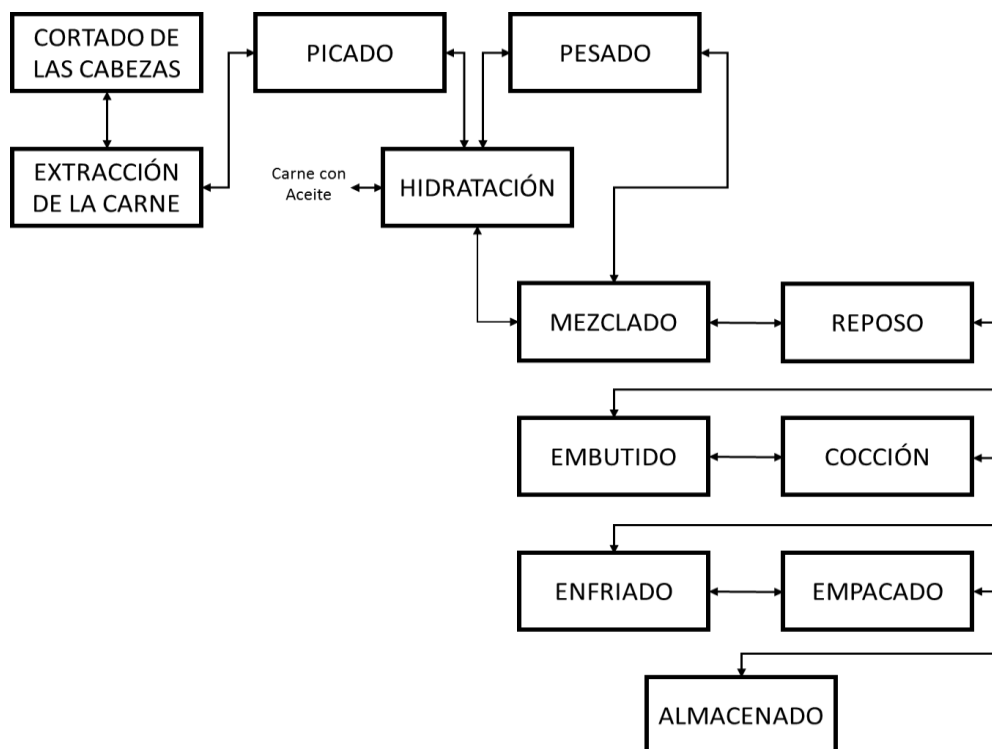 CORTADO DE
LAS CABEZAS
PICADO
PESADO
EXTRACCIÓN
DE LA CARNE
Carne con
Aceite
HIDRATACIÓN
MEZCLADO
REPOSO
EMBUTIDO
COCCIÓN
ENFRIADO
EMPACADO
ALMACENADO